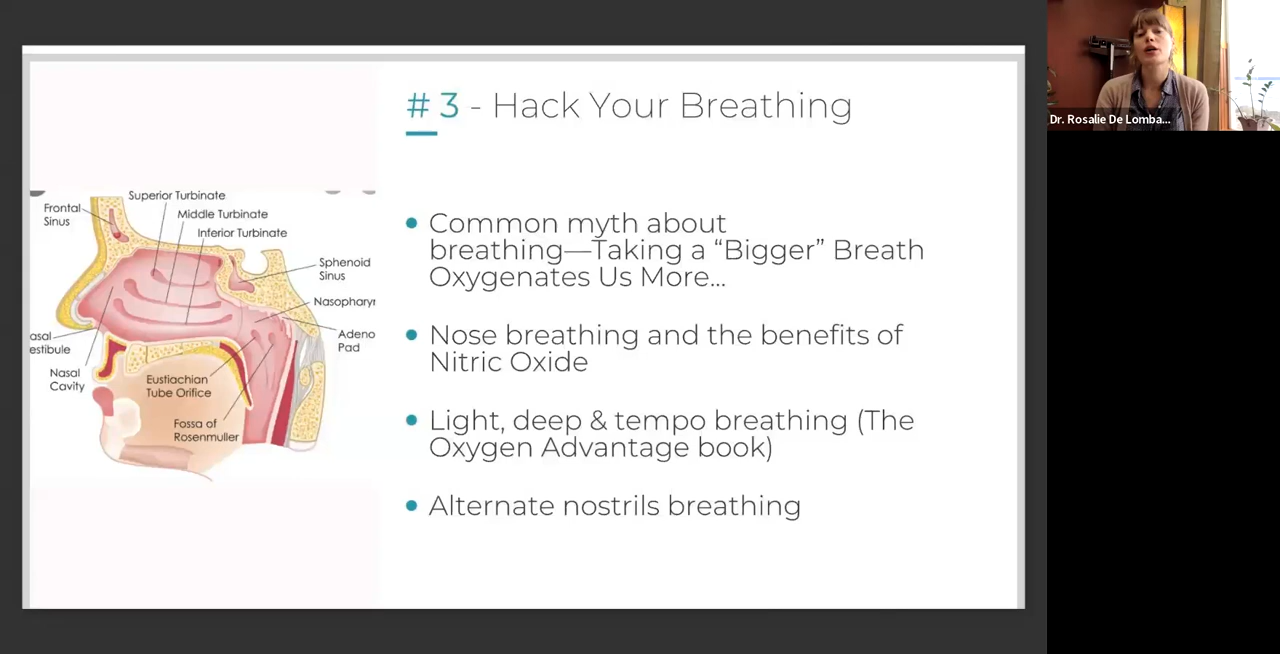 # 3 - Hack Your Breathing
Common myth about
breathing—Taking a “Bigger” Breath
Oxygenates Us More...
Nose breathing and the benefits of
Nitric Oxide
Light, deep & tempo breathing (The
Oxygen Advantage book)
Alternate nostrils breathing
Superior Turbinate
Frontal
Sinus
Middle Turbinate
Inferior Turbinate
Sphenoid
Sinus
Nasophary
Adeno
Pad
asal
estibule
Nasal
Cavity
Eustiachian
Tube Orifice
Fossa of
Rosenmuller
Dr. Rosalie De Lomba...